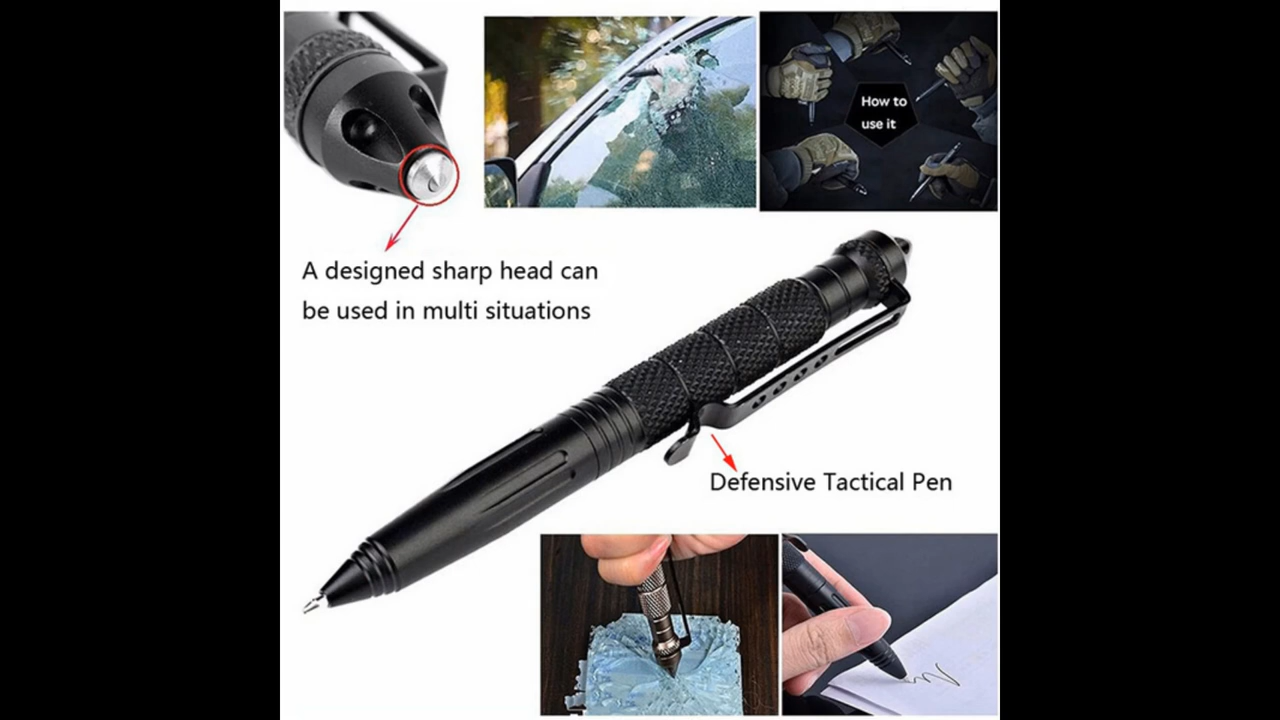 How to
use it
A designed sharp head can
be used in multi situations
Defensive Tactical Pen